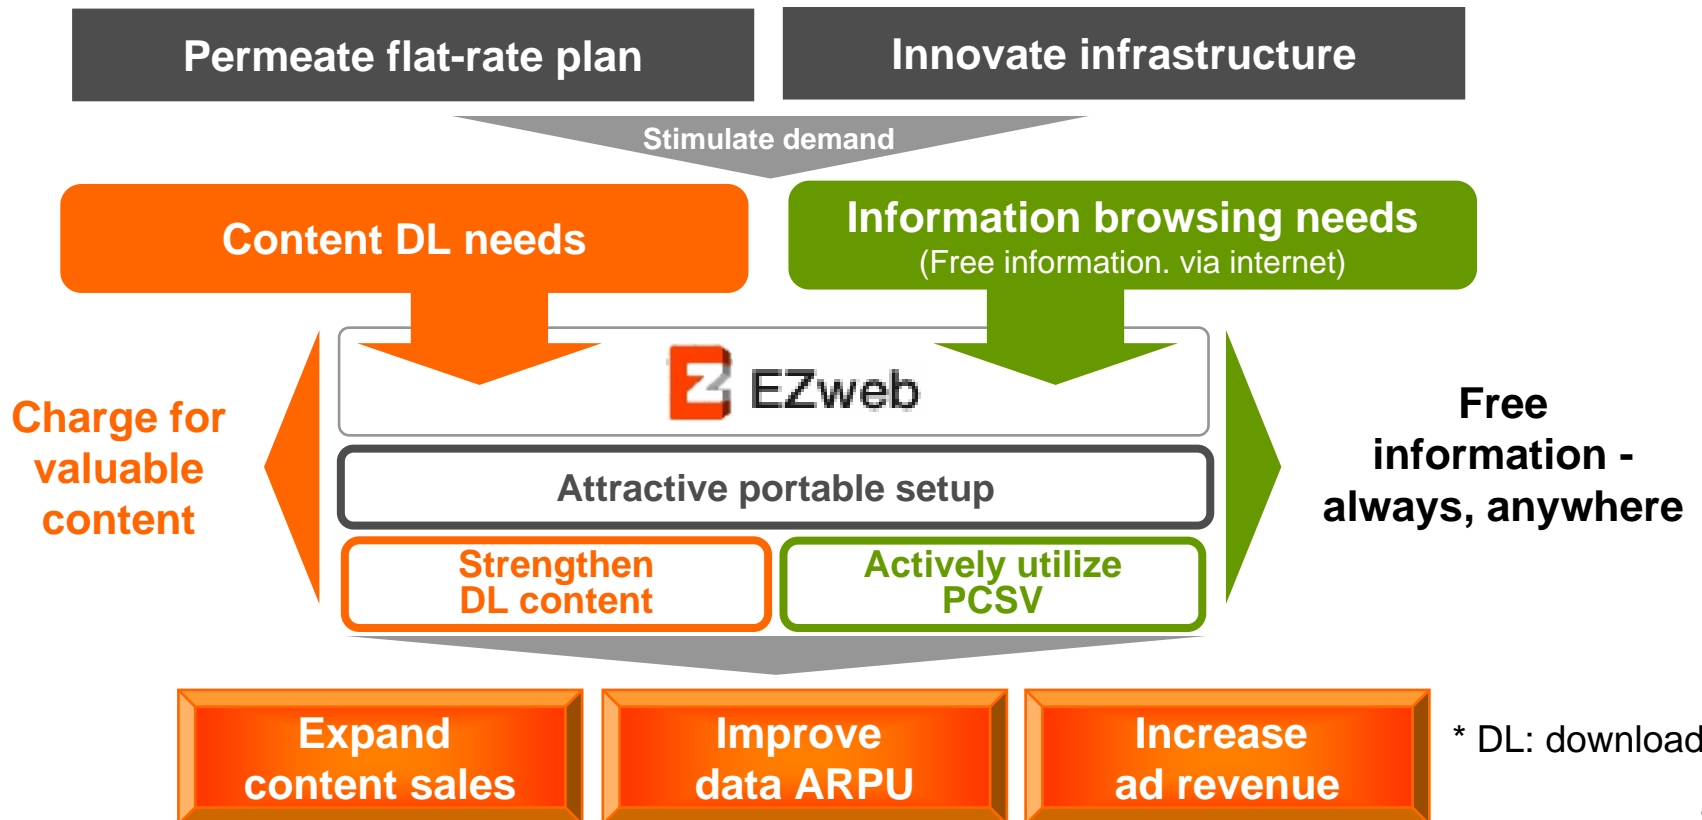 Permeate flat-rate plan
Innovate infrastructure
Stimulate demand
Content DL needs
Information browsing needs
(Free information. via internet)
EZweb
Charge for
valuable
content
Free
information -
always, anywhere
Attractive portable setup
Strengthen
DL content
Actively utilize
PCSV
Expand
content sales
Improve
data ARPU
Increase
ad revenue
* DL: download